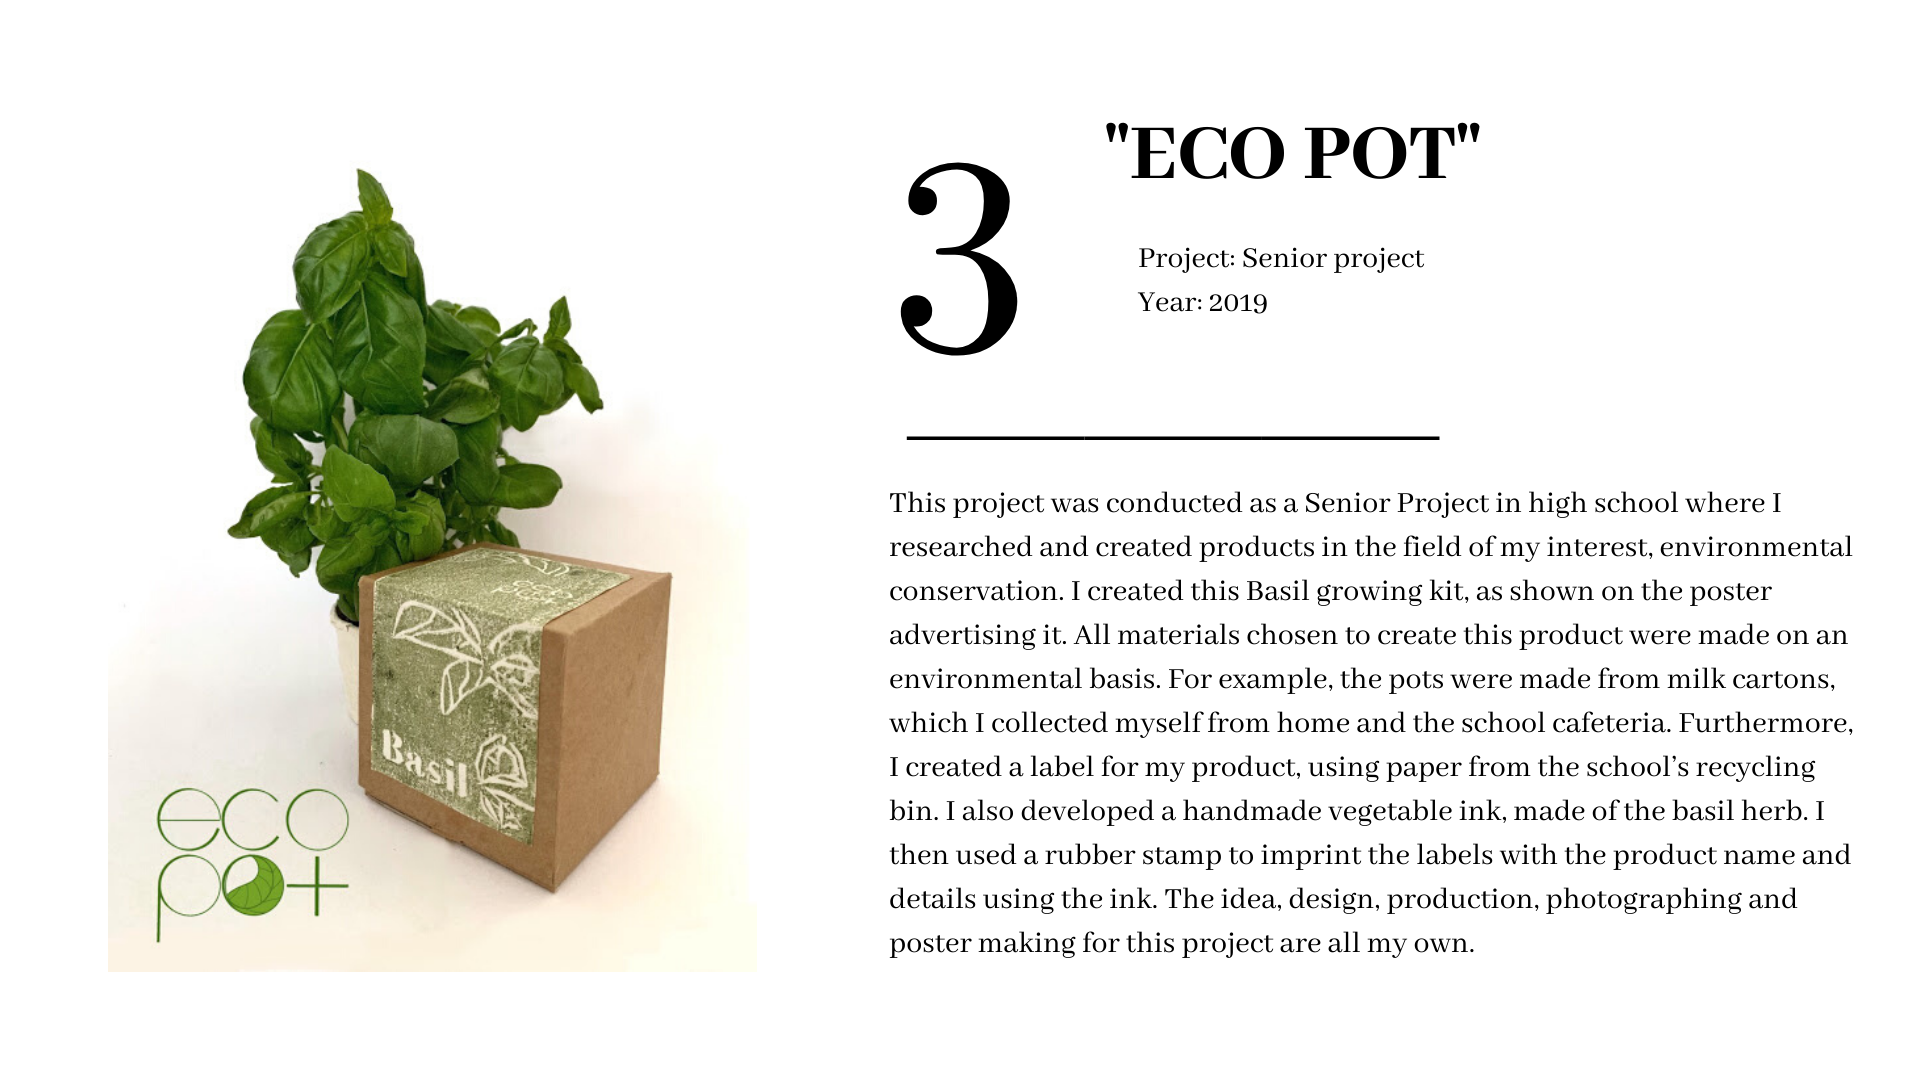 3
"ECO POT"
Project: Senior project
Year: 2019
This project was conducted as a Senior Project in high school where I
researched and created products in the field of my interest, environmental
conservation. I created this Basil growing kit, as shown on the poster
advertising it. All materials chosen to create this product were made on an
environmental basis. For example, the pots were made from milk cartons,
which I collected myself from home and the school cafeteria. Furthermore,
I created a label for my product, using paper from the school’s recycling
bin. I also developed a handmade vegetable ink, made of the basil herb. I
then used a rubber stamp to imprint the labels with the product name and
details using the ink. The idea, design, production, photographing and
poster making for this project are all my own.
eco
pot
Basil
eco
pot